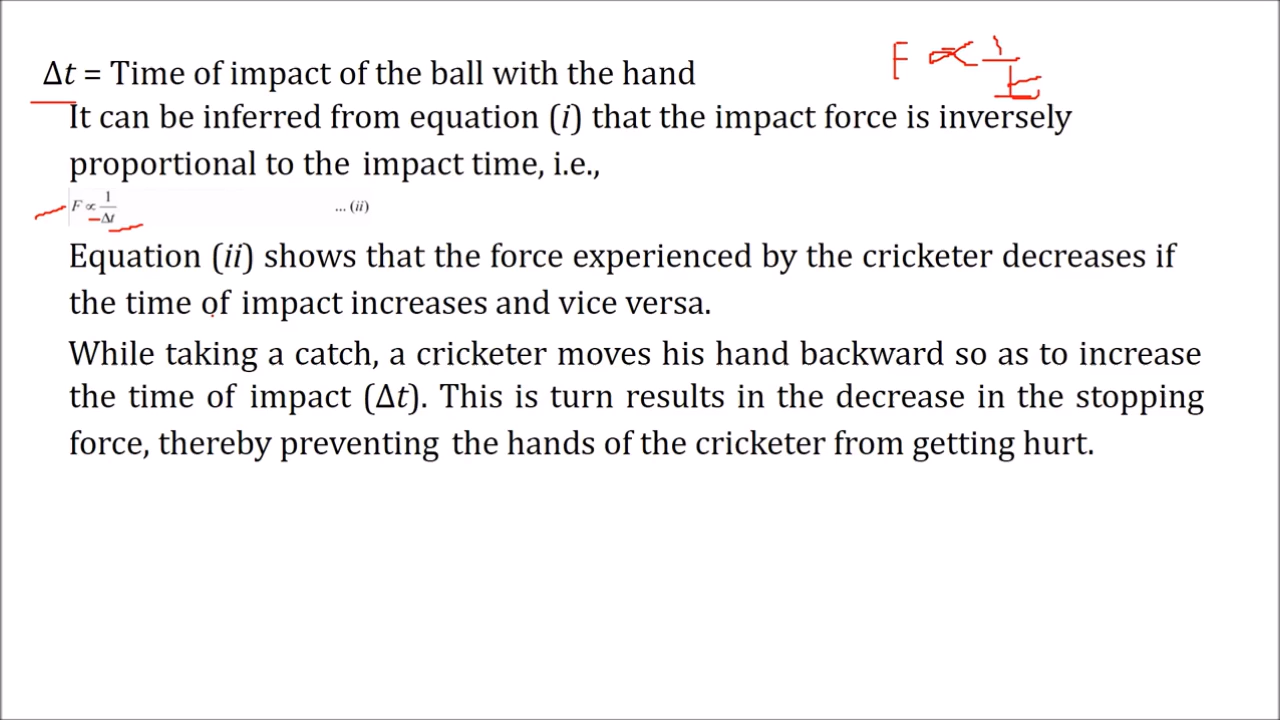 Δt = Time of impact of the ball with the hand
F ∝ 1/t
It can be inferred from equation (i) that the impact force is inversely
proportional to the impact time, i.e.,
F ∝ 1/Δt ... (ii)
Equation (ii) shows that the force experienced by the cricketer decreases if
the time of impact increases and vice versa.
While taking a catch, a cricketer moves his hand backward so as to increase
the time of impact (Δt). This is turn results in the decrease in the stopping
force, thereby preventing the hands of the cricketer from getting hurt.